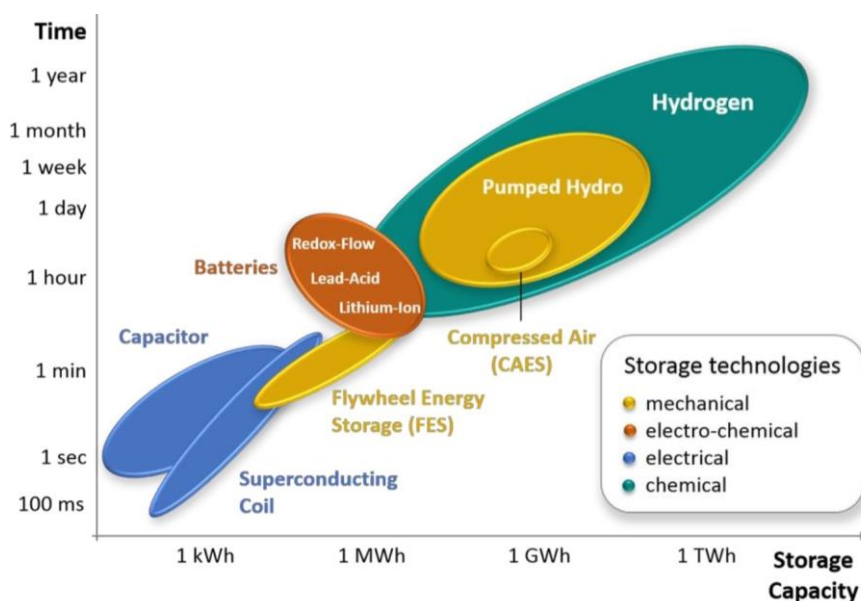 Time
1 year
1 month
1 week
1 day
1 hour
1 min
1 sec
100 ms
Hydrogen
Pumped Hydro
Redox-Flow
Lead-Acid
Lithium-Ion
Batteries
Capacitor
Compressed Air
(CAES)
Flywheel Energy
Storage (FES)
Superconducting
Coil
Storage technologies
mechanical
electro-chemical
electrical
chemical
1 kWh
1 MWh
1 GWh
1 TWh
Storage
Capacity